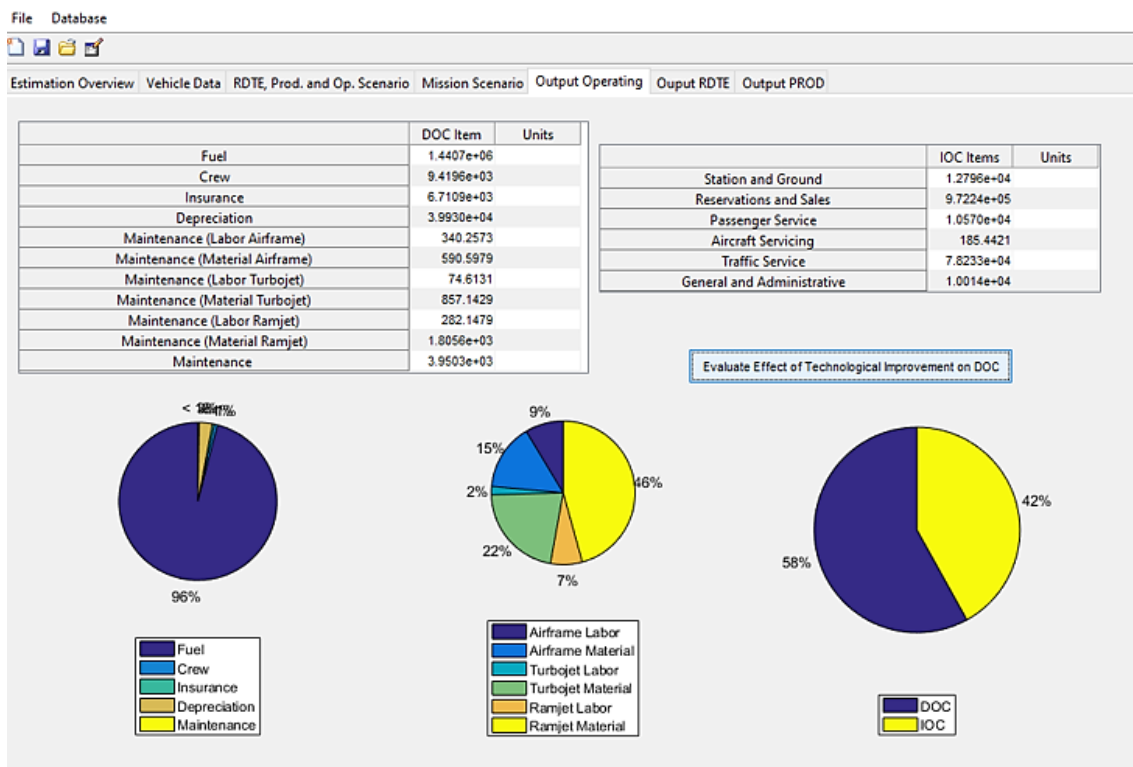 File Database
Estimation Overview Vehicle Data RDTE, Prod. and Op. Scenario Mission Scenario Output Operating Ouput RDTE Output PROD
DOC Item Units
Fuel 1.4407e+06
Crew 9.4196e+03
Insurance 6.7109e+03
Depreciation 3.9930e+04
Maintenance (Labor Airframe) 340.2573
Maintenance (Material Airframe) 590.5979
Maintenance (Labor Turbojet) 74.6131
Maintenance (Material Turbojet) 857.1429
Maintenance (Labor Ramjet) 282.1479
Maintenance (Material Ramjet) 1.8056e+03
Maintenance 3.9503e+03
IOC Items Units
Station and Ground 1.2796e+04
Reservations and Sales 9.7224e+05
Passenger Service 1.0570e+04
Aircraft Servicing 185.4421
Traffic Service 7.8233e+04
General and Administrative 1.0014e+04
Evaluate Effect of Technological Improvement on DOC
96%
Fuel
Crew
Insurance
Depreciation
Maintenance
9%
15%
46%
2%
22%
7%
Airframe Labor
Airframe Material
Turbojet Labor
Turbojet Material
Ramjet Labor
Ramjet Material
42%
58%
DOC
IOC